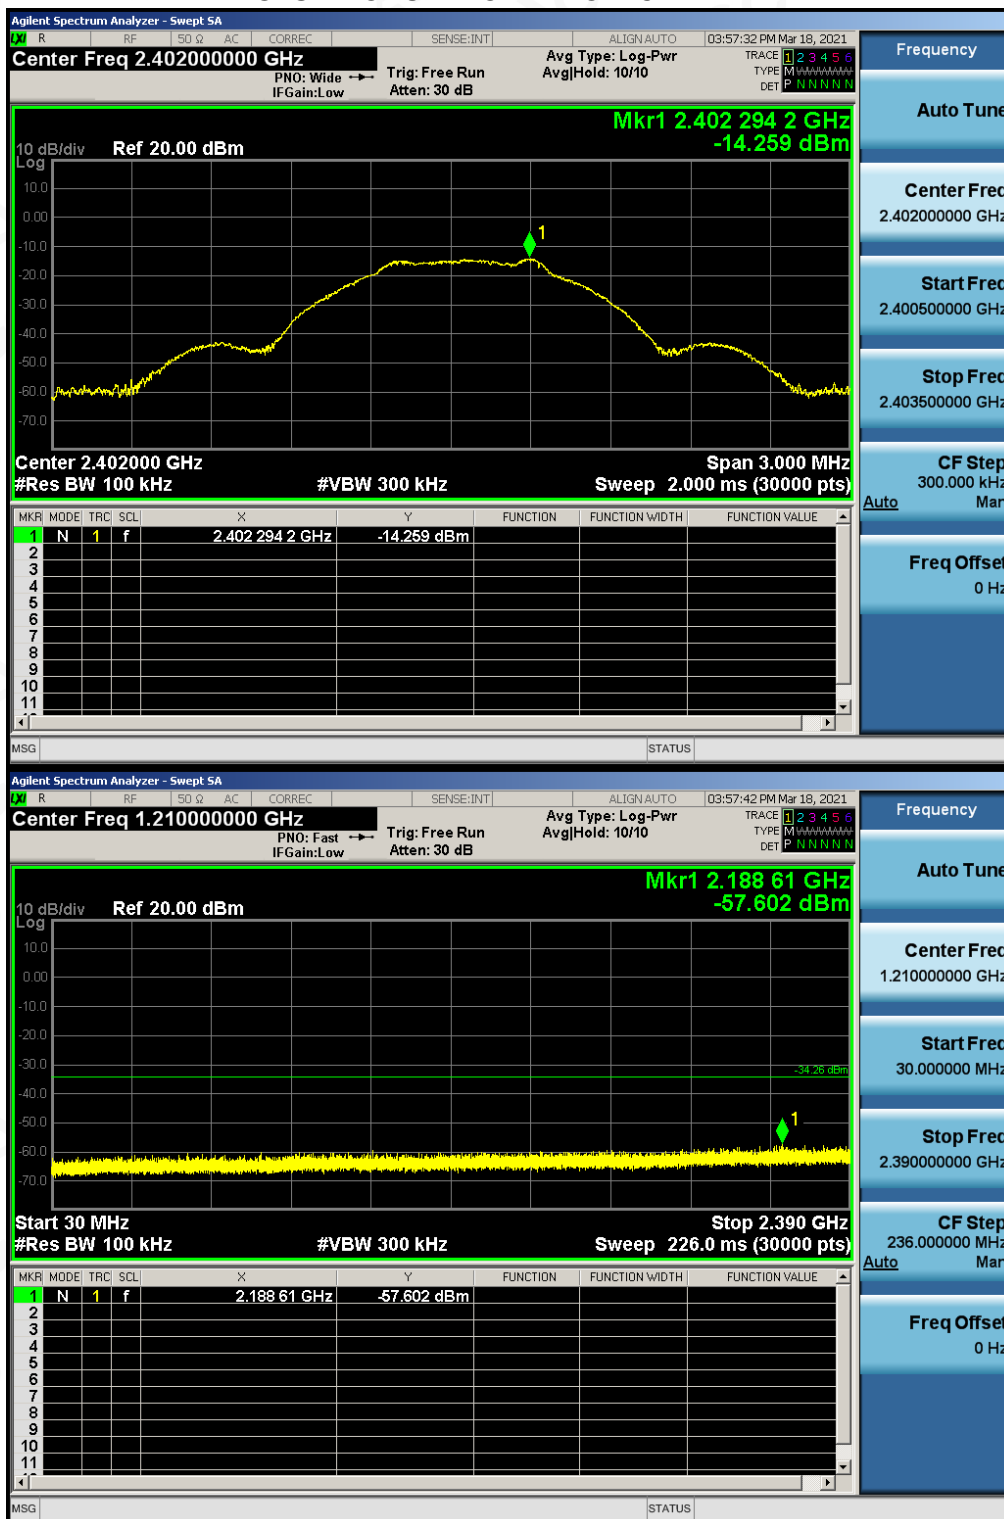 Agilent Spectrum Analyzer - Swept SA
LXI R RF 50 Ω AC CORREC SENSE:INT ALIGNAUTO 03:57:32 PM Mar 18, 2021
Center Freq 2.402000000 GHz
PNO: Wide
IFGain:Low
Trig: Free Run
Atten: 30 dB
Avg Type: Log-Pwr
Avg|Hold: 10/10
TRACE 1 2 3 4 5 6
TYPE M
DET P N N N N N
Mkr1 2.402 294 2 GHz
-14.259 dBm
10 dB/div Ref 20.00 dBm
Log
10.0
0.00
1
-10.0
-20.0
-30.0
-40.0
-50.0
-60.0
-70.0
Center 2.402000 GHz Span 3.000 MHz
#Res BW 100 kHz #VBW 300 kHz Sweep 2.000 ms (30000 pts)
MKR MODE TRC SCL X Y FUNCTION FUNCTION WIDTH FUNCTION VALUE
1 N 1 f 2.402 294 2 GHz -14.259 dBm
2
3
4
5
6
7
8
9
10
11
MSG STATUS
Frequency
Auto Tune
Center Freq
2.402000000 GHz
Start Freq
2.400500000 GHz
Stop Freq
2.403500000 GHz
CF Step
300.000 kHz
Auto Man
Freq Offset
0 Hz
Agilent Spectrum Analyzer - Swept SA
LXI R RF 50 Ω AC CORREC SENSE:INT ALIGNAUTO 03:57:42 PM Mar 18, 2021
Center Freq 1.210000000 GHz
PNO: Fast
IFGain:Low
Trig: Free Run
Atten: 30 dB
Avg Type: Log-Pwr
Avg|Hold: 10/10
TRACE 1 2 3 4 5 6
TYPE M
DET P N N N N N
Mkr1 2.188 61 GHz
-57.602 dBm
10 dB/div Ref 20.00 dBm
Log
10.0
0.00
-10.0
-20.0
-30.0
-34.26 dBm
-40.0
-50.0
1
-60.0
-70.0
Start 30 MHz Stop 2.390 GHz
#Res BW 100 kHz #VBW 300 kHz Sweep 226.0 ms (30000 pts)
MKR MODE TRC SCL X Y FUNCTION FUNCTION WIDTH FUNCTION VALUE
1 N 1 f 2.188 61 GHz -57.602 dBm
2
3
4
5
6
7
8
9
10
11
MSG STATUS
Frequency
Auto Tune
Center Freq
1.210000000 GHz
Start Freq
30.000000 MHz
Stop Freq
2.390000000 GHz
CF Step
236.000000 MHz
Auto Man
Freq Offset
0 Hz